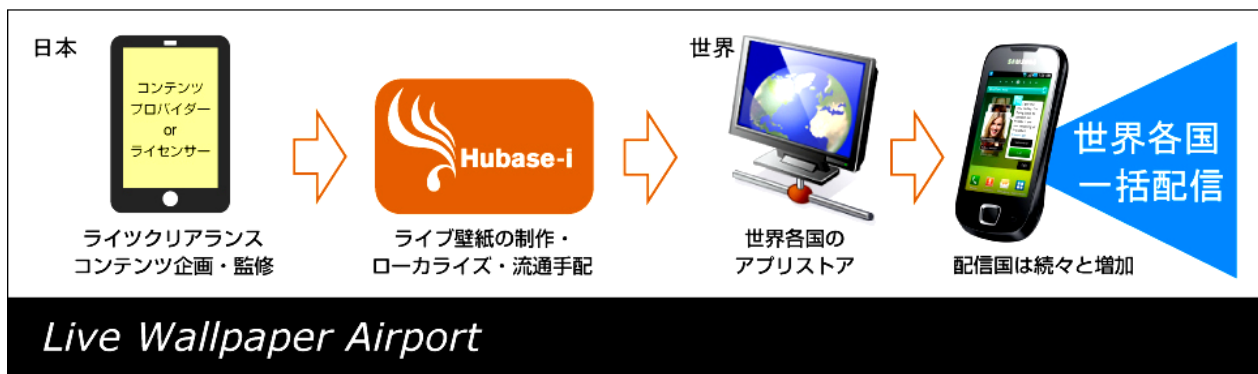 日本
コンテンツ
プロバイダー
or
ライセンサー
ライツクリアランス
コンテンツ企画・監修
Hubase-i
ライブ壁紙の制作・
ローカライズ・流通手配
世界
世界各国の
アプリストア
SAMSUNG
配信国は続々と増加
世界各国
一括配信
Live Wallpaper Airport